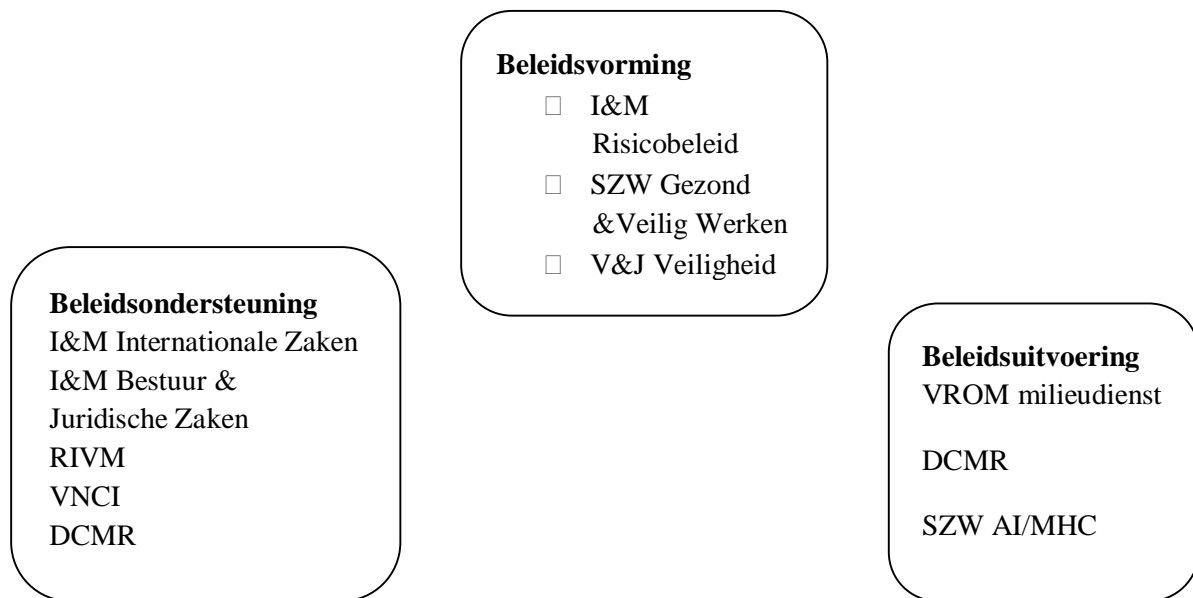 Beleidsvorming
□ I&M
Risicobeleid
□ SZW Gezond
&Veilig Werken
□ V&J Veiligheid
Beleidsondersteuning
I&M Internationale Zaken
I&M Bestuur &
Juridische Zaken
RIVM
VNCI
DCMR
Beleidsuitvoering
VROM milieudienst
DCMR
SZW AI/MHC